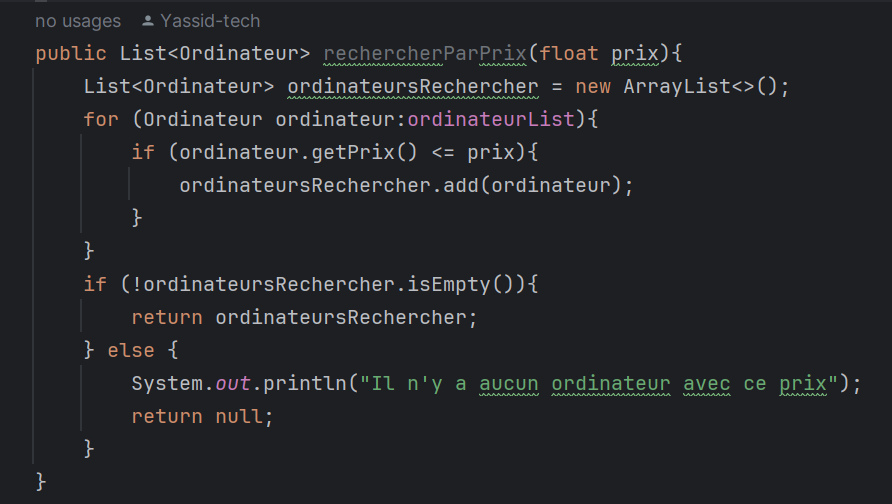 no usages   Yassid-tech
public List<Ordinateur> rechercherParPrix(float prix){
    List<Ordinateur> ordinateursRechercher = new ArrayList<>();
    for (Ordinateur ordinateur:ordinateurList){
        if (ordinateur.getPrix() <= prix){
            ordinateursRechercher.add(ordinateur);
        }
    }
    if (!ordinateursRechercher.isEmpty()){
        return ordinateursRechercher;
    } else {
        System.out.println("Il n'y a aucun ordinateur avec ce prix");
        return null;
    }
}